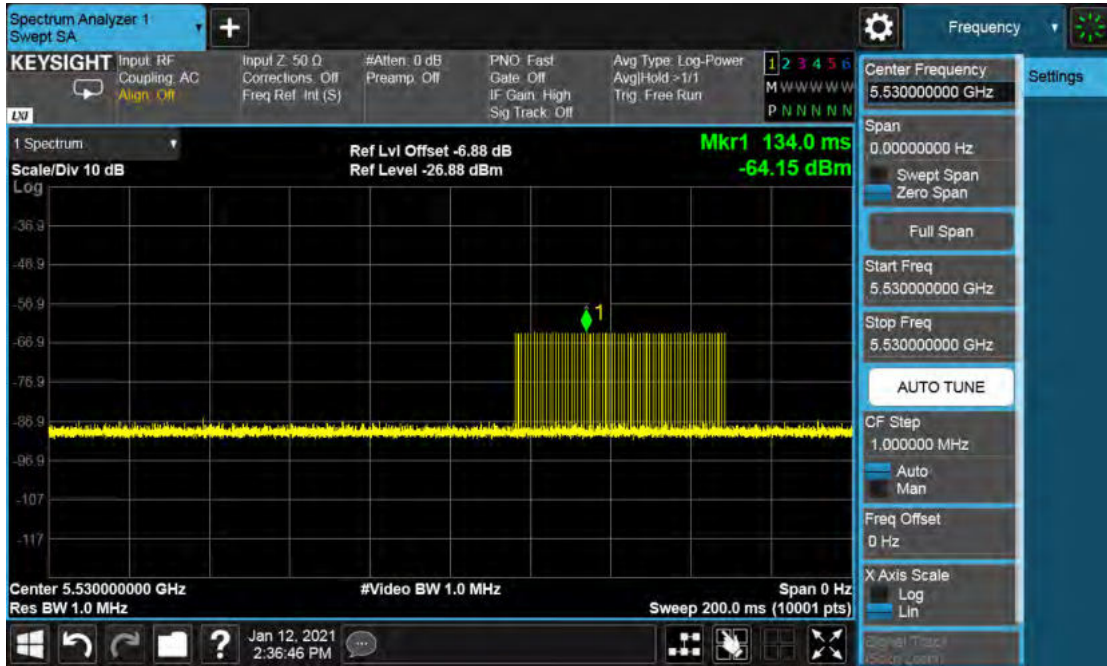 Spectrum Analyzer 1
Swept SA
+
Frequency
KEYSIGHT
Input: RF
Coupling: AC
Align: Off
Input Z: 50 Ω
Corrections: Off
Freq Ref: Int (S)
#Atten: 0 dB
Preamp: Off
PNO: Fast
Gate: Off
IF Gain: High
Sig Track: Off
Avg Type: Log-Power
Avg|Hold:>1/1
Trig: Free Run
1 2 3 4 5 6
M W W W W W
P N N N N N
LXI
Center Frequency
5.530000000 GHz
Settings
1 Spectrum
Scale/Div 10 dB
Ref Lvl Offset -6.88 dB
Ref Level -26.88 dBm
Mkr1 134.0 ms
-64.15 dBm
Log
-36.9
-46.9
-56.9
-66.9
-76.9
-86.9
-96.9
-107
-117
1
Center 5.530000000 GHz
Res BW 1.0 MHz
#Video BW 1.0 MHz
Span 0 Hz
Sweep 200.0 ms (10001 pts)
Span
0.00000000 Hz
Swept Span
Zero Span
Full Span
Start Freq
5.530000000 GHz
Stop Freq
5.530000000 GHz
AUTO TUNE
CF Step
1.000000 MHz
Auto
Man
Freq Offset
0 Hz
X Axis Scale
Log
Lin
Signal Track
(Span Zoom)
?
Jan 12, 2021
2:36:46 PM